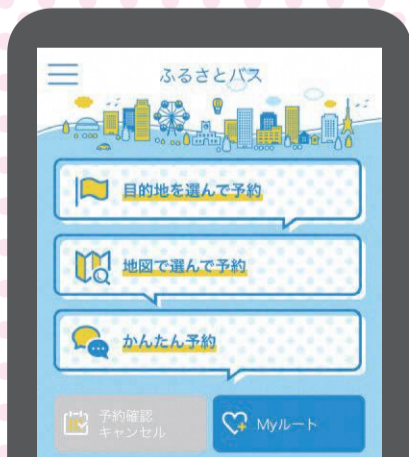 ふるさとバス
目的地を選んで予約
地図で選んで予約
かんたん予約
予約確認
キャンセル
Myルート